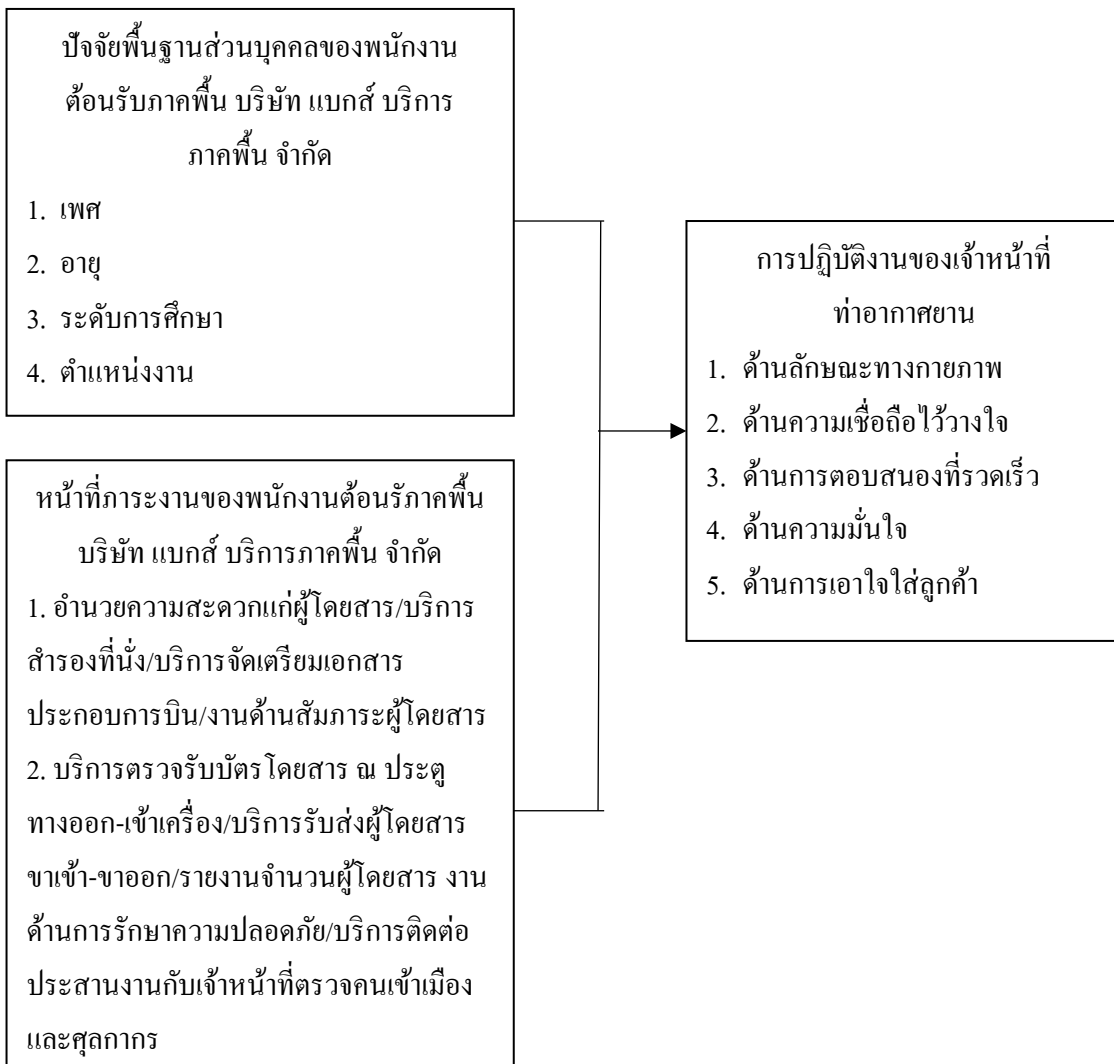 ปัจจัยพื้นฐานส่วนบุคคลของพนักงาน
ต้อนรับภาคพื้น บริษัท แบกส์ บริการ
ภาคพื้น จำกัด
1. เพศ
2. อายุ
3. ระดับการศึกษา
4. ตำแหน่งงาน
หน้าที่ภาระงานของพนักงานต้อนรัภาคพื้น
บริษัท แบกส์ บริการภาคพื้น จำกัด
1. อำนวยความสะดวกแก่ผู้โดยสาร/บริการ
สำรองที่นั่ง/บริการจัดเตรียมเอกสาร
ประกอบการบิน/งานด้านสัมภาระผู้โดยสาร
2. บริการตรวจรับบัตรโดยสาร ณ ประตู
ทางออก-เข้าเครื่อง/บริการรับส่งผู้โดยสาร
ขาเข้า-ขาออก/รายงานจำนวนผู้โดยสาร งาน
ด้านการรักษาความปลอดภัย/บริการติดต่อ
ประสานงานกับเจ้าหน้าที่ตรวจคนเข้าเมือง
และศุลกากร
การปฏิบัติงานของเจ้าหน้าที่
ท่าอากาศยาน
1. ด้านลักษณะทางกายภาพ
2. ด้านความเชื่อถือไว้วางใจ
3. ด้านการตอบสนองที่รวดเร็ว
4. ด้านความมั่นใจ
5. ด้านการเอาใจใส่ลูกค้า